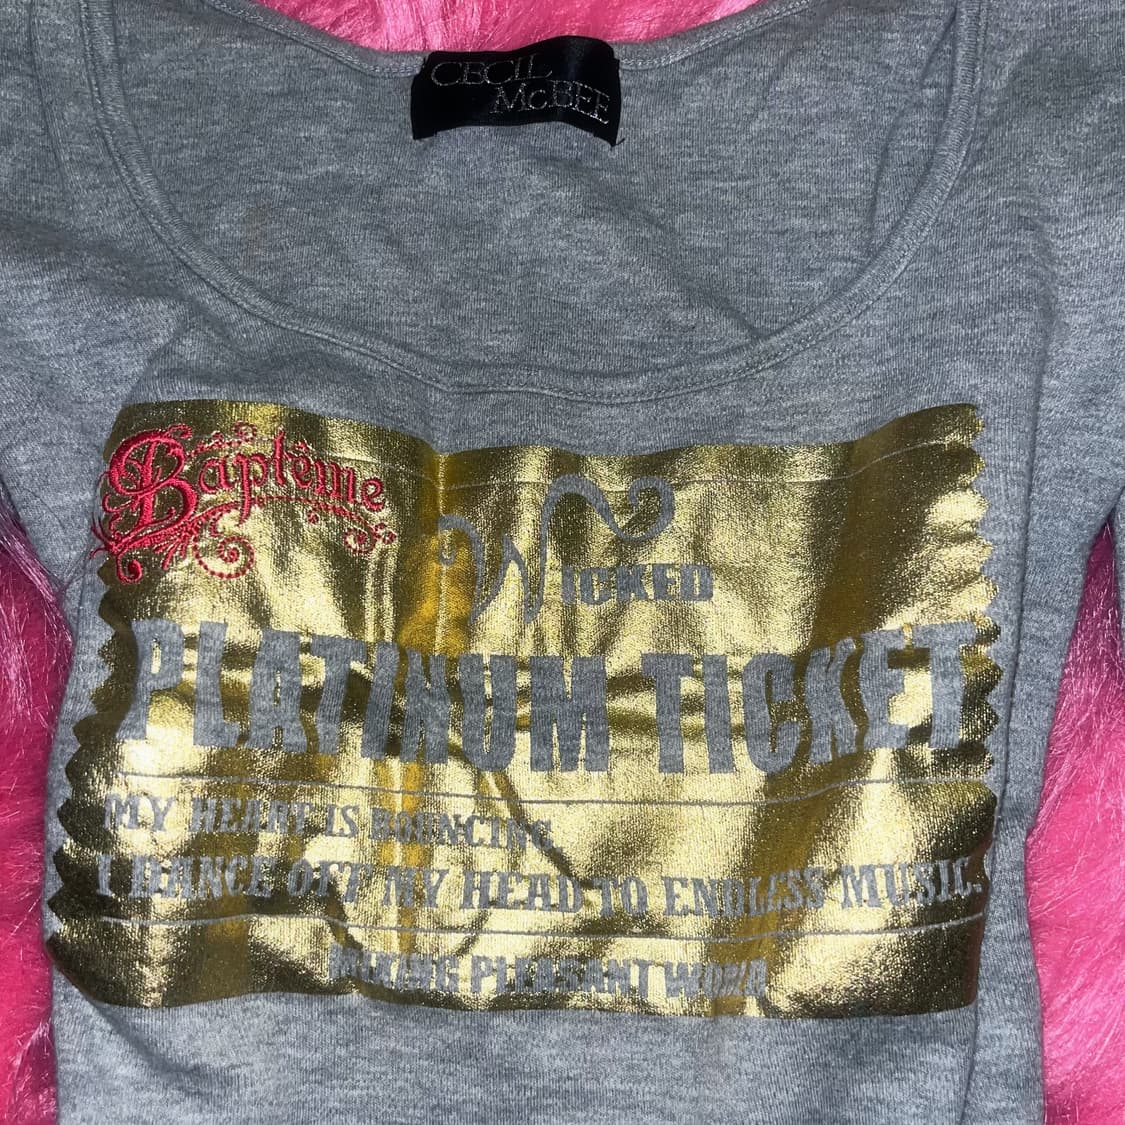 CECIL
McBEE
Baptême
WICKED
PLATINUM TICKET
MY HEART IS BOUNCING
I DANCE OFF MY HEAD TO ENDLESS MUSIC.
MAKING PLEASANT WORLD